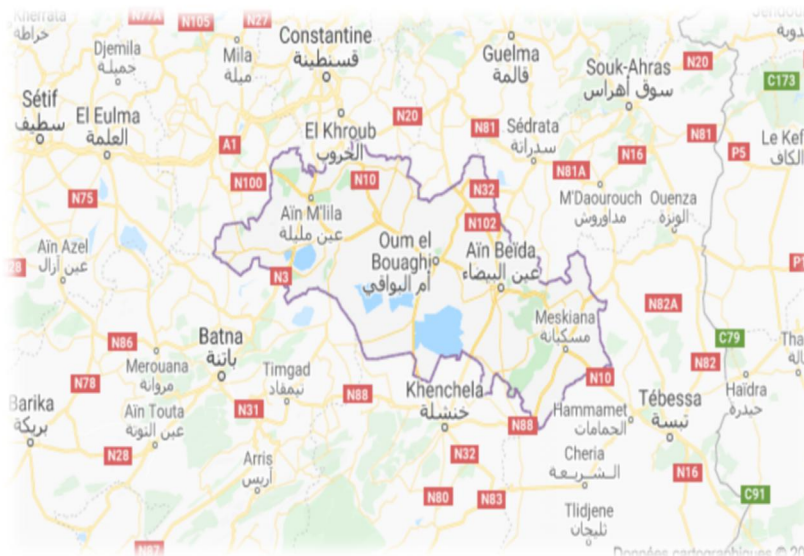 Kherrata
خراطة
N77A
N105
N27
Constantine
قسنطينة
Guelma
قالمة
Djemila
جميلة
Mila
ميلة
Souk-Ahras
سوق أهراس
N20
C173
Sétif
سطيف
El Eulma
العلمة
El Khroub
الخروب
N20
N81
Sédrata
سدراتة
N81
P5
Le Kef
الكاف
A1
N16
N100
N10
N32
N81A
M'Daourouch
مداوروش
Ouenza
الونزة
N75
Aïn M'lila
عين مليلة
N102
Aïn Azel
عين أزال
Oum el
Bouaghi
أم البواقي
Aïn Beïda
عين البيضاء
28
N3
Meskiana
مسكيانة
N82A
N86
Batna
باتنة
C79
Merouana
مروانة
Timgad
تيمقاد
N82
N78
N88
Khenchela
خنشلة
N10
Tébessa
تبسة
Haïdra
حيدرة
Barika
بريكة
Aïn Touta
عين التوتة
N31
N88
Hammamet
الحمامات
N28
Arris
أريس
N32
Cheria
الشريعة
N16
N80
N83
C91
Tlidjene
ثليجان
Données cartographiques © 20